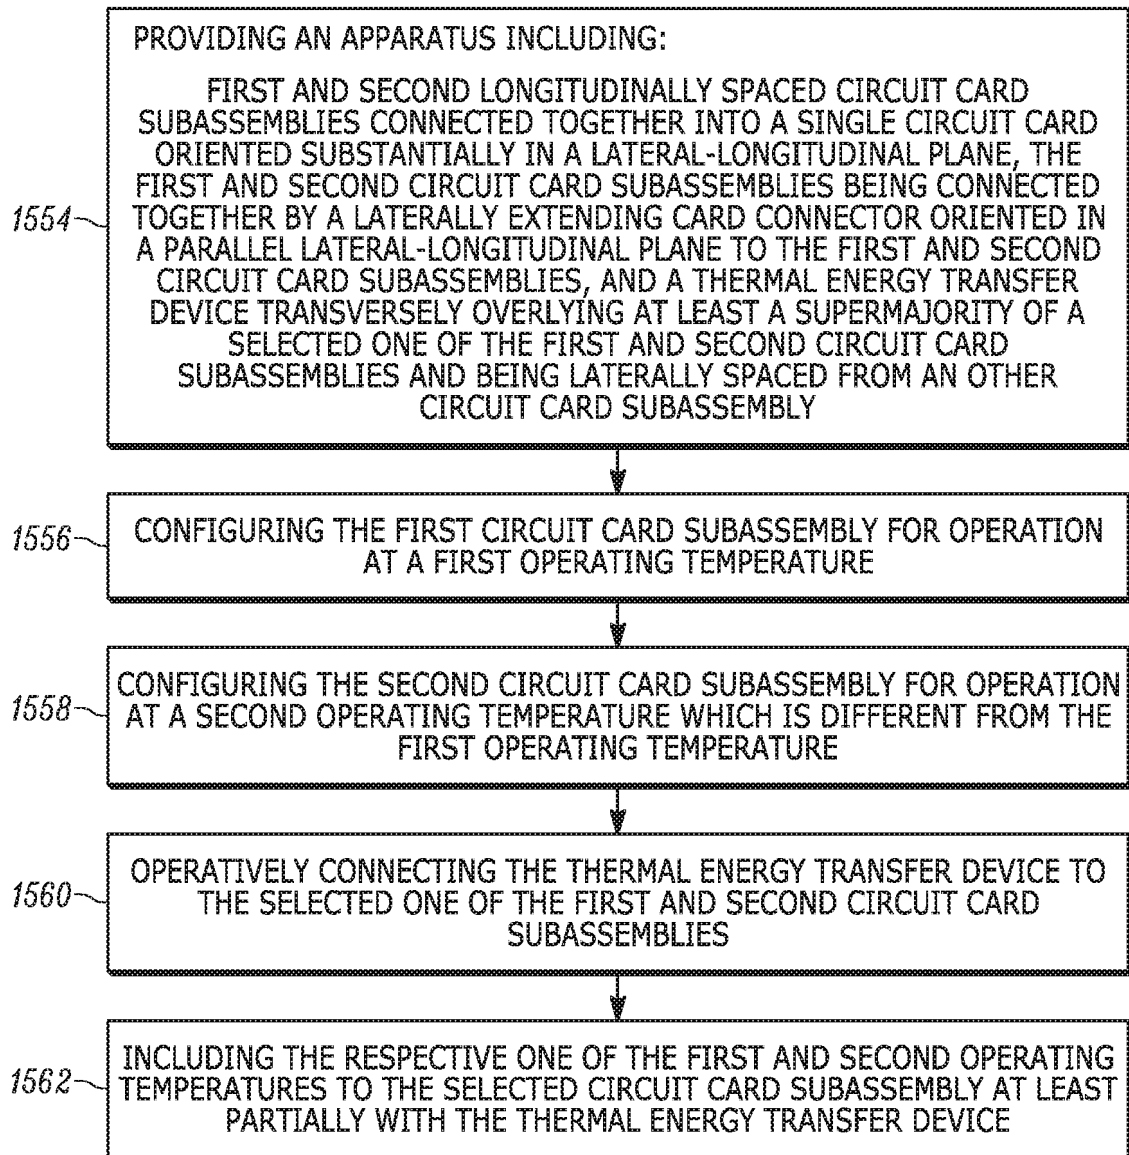 PROVIDING AN APPARATUS INCLUDING:
FIRST AND SECOND LONGITUDINALLY SPACED CIRCUIT CARD
SUBASSEMBLIES CONNECTED TOGETHER INTO A SINGLE CIRCUIT CARD
ORIENTED SUBSTANTIALLY IN A LATERAL-LONGITUDINAL PLANE, THE
FIRST AND SECOND CIRCUIT CARD SUBASSEMBLIES BEING CONNECTED
1554
TOGETHER BY A LATERALLY EXTENDING CARD CONNECTOR ORIENTED IN
A PARALLEL LATERAL-LONGITUDINAL PLANE TO THE FIRST AND SECOND
CIRCUIT CARD SUBASSEMBLIES, AND A THERMAL ENERGY TRANSFER
DEVICE TRANSVERSELY OVERLYING AT LEAST A SUPERMAJORITY OF A
SELECTED ONE OF THE FIRST AND SECOND CIRCUIT CARD
SUBASSEMBLIES AND BEING LATERALLY SPACED FROM AN OTHER
CIRCUIT CARD SUBASSEMBLY
1556
CONFIGURING THE FIRST CIRCUIT CARD SUBASSEMBLY FOR OPERATION
AT A FIRST OPERATING TEMPERATURE
1558
CONFIGURING THE SECOND CIRCUIT CARD SUBASSEMBLY FOR OPERATION
AT A SECOND OPERATING TEMPERATURE WHICH IS DIFFERENT FROM THE
FIRST OPERATING TEMPERATURE
1560
OPERATIVELY CONNECTING THE THERMAL ENERGY TRANSFER DEVICE TO
THE SELECTED ONE OF THE FIRST AND SECOND CIRCUIT CARD
SUBASSEMBLIES
1562
INCLUDING THE RESPECTIVE ONE OF THE FIRST AND SECOND OPERATING
TEMPERATURES TO THE SELECTED CIRCUIT CARD SUBASSEMBLY AT LEAST
PARTIALLY WITH THE THERMAL ENERGY TRANSFER DEVICE